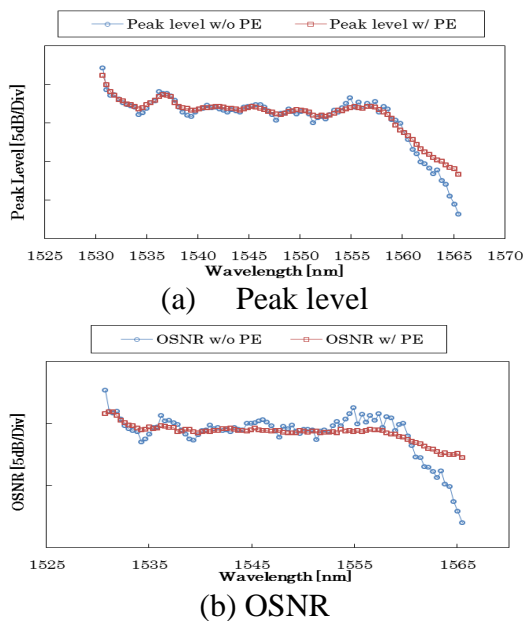 Peak level w/o PE Peak level w/ PE
Peak Level [5dB/Div]
1525 1530 1535 1540 1545 1550 1555 1560 1565 1570
Wavelength [nm]
(a) Peak level
OSNR w/o PE OSNR w/ PE
OSNR [5dB/Div]
1525 1535 1545 1555 1565
Wavelength [nm]
(b) OSNR